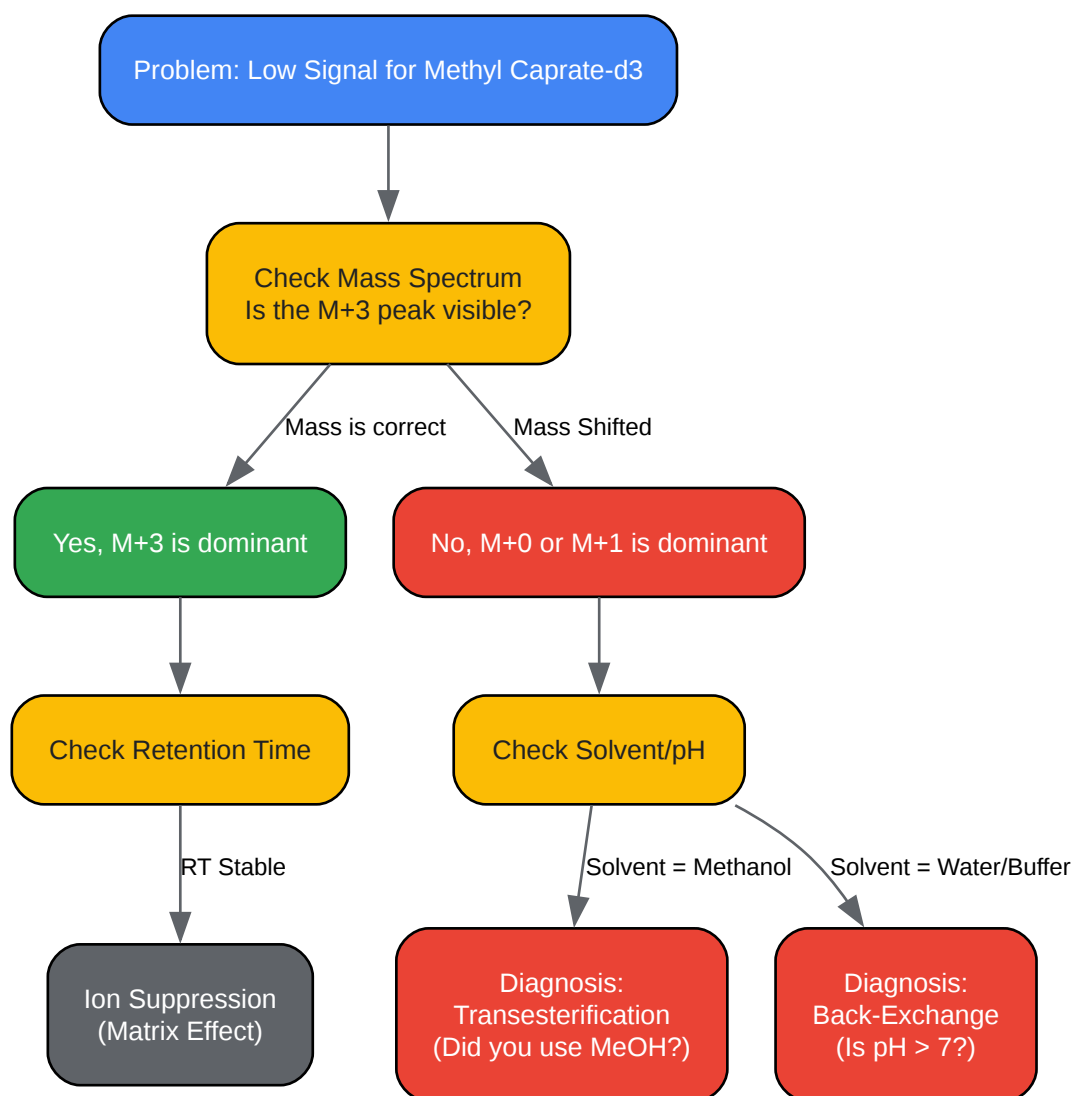 Problem: Low Signal for Methyl Caprate-d3
Check Mass Spectrum
Is the M+3 peak visible?
Mass is correct
Mass Shifted
Yes, M+3 is dominant
No, M+0 or M+1 is dominant
Check Retention Time
Check Solvent/pH
RT Stable
Solvent = Methanol
Solvent = Water/Buffer
Ion Suppression
(Matrix Effect)
Diagnosis:
Transesterification
(Did you use MeOH?)
Diagnosis:
Back-Exchange
(Is pH > 7?)